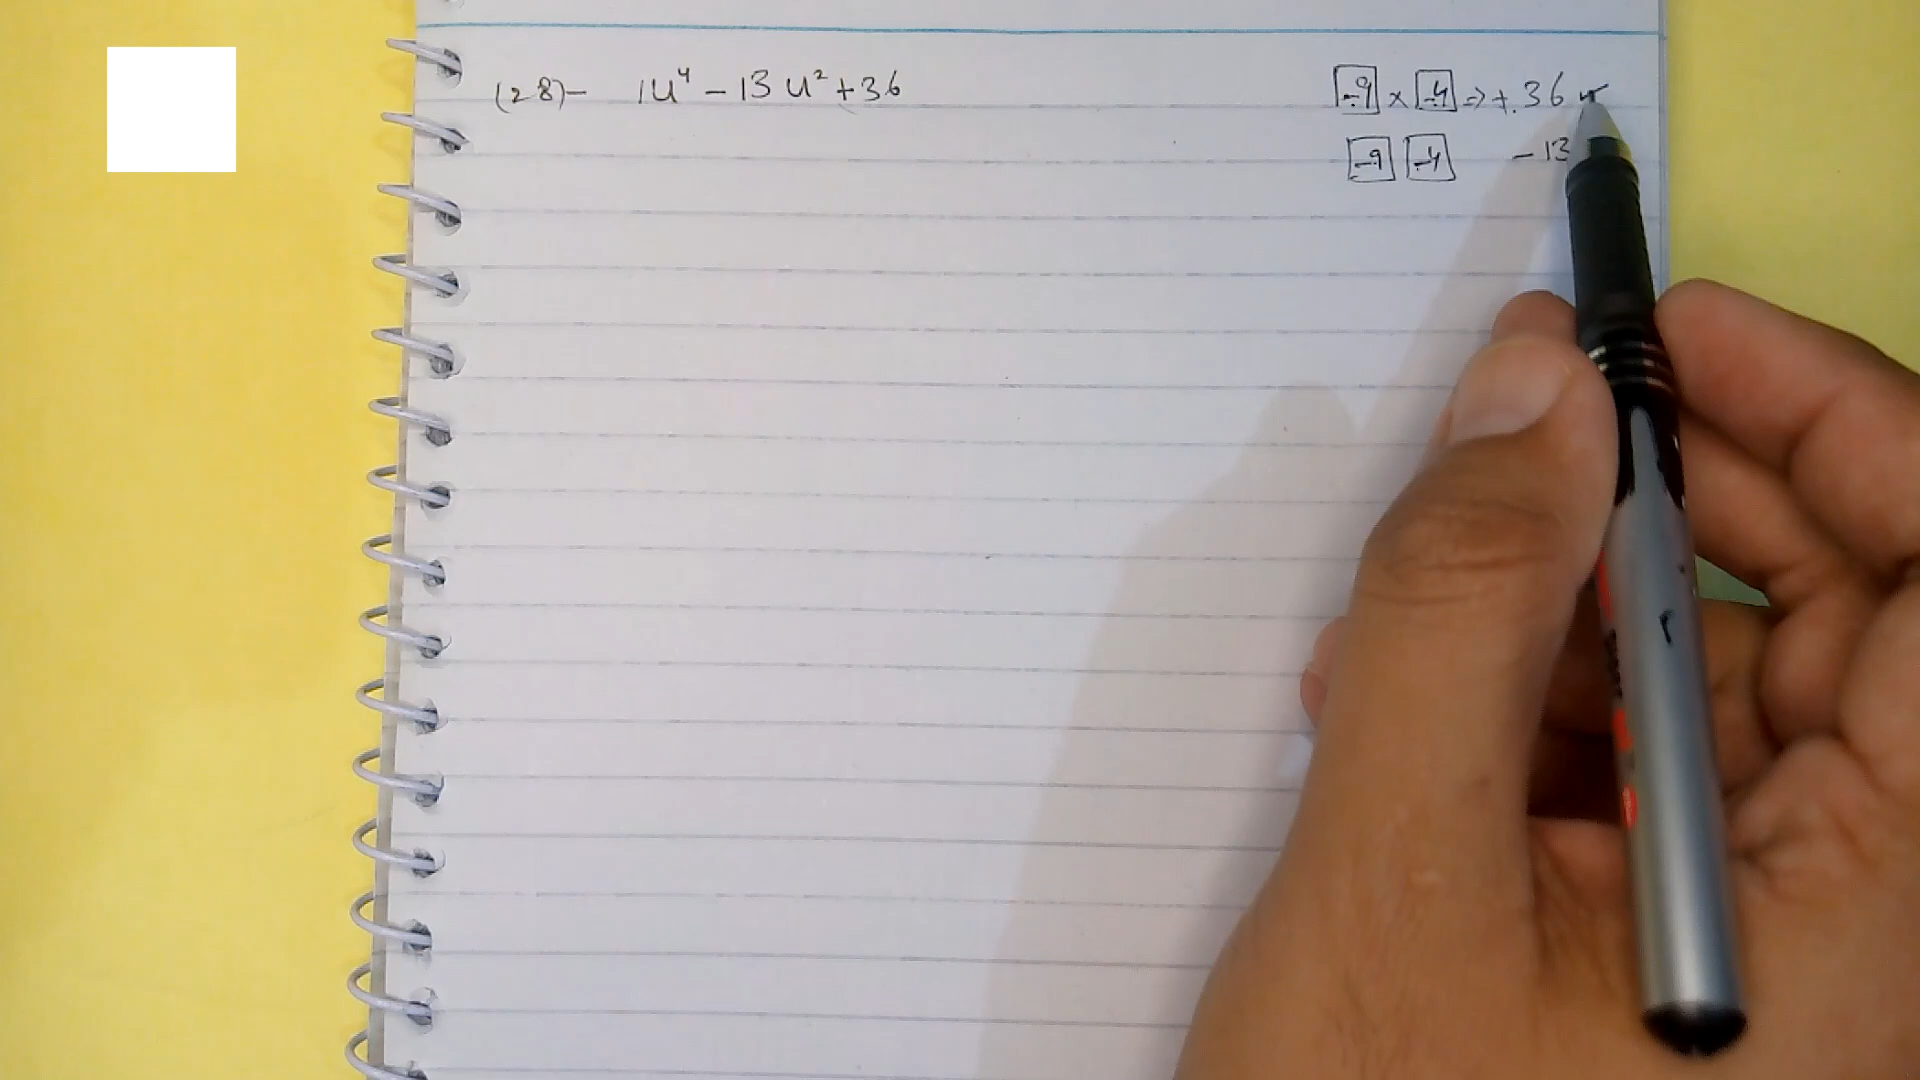 (28)- 1u⁴ - 13u² + 36
-9 × -4 ⇒ + 36 ✓
-9 -4 - 13